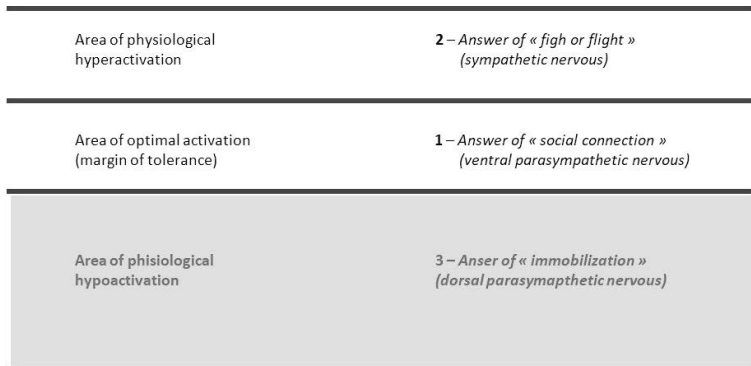 Area of physiological
hyperactivation
2 – Answer of « figh or flight »
(sympathetic nervous)
Area of optimal activation
(margin of tolerance)
1 – Answer of « social connection »
(ventral parasympathetic nervous)
Area of phisiological
hypoactivation
3 – Anser of « immobilization »
(dorsal parasymapthetic nervous)